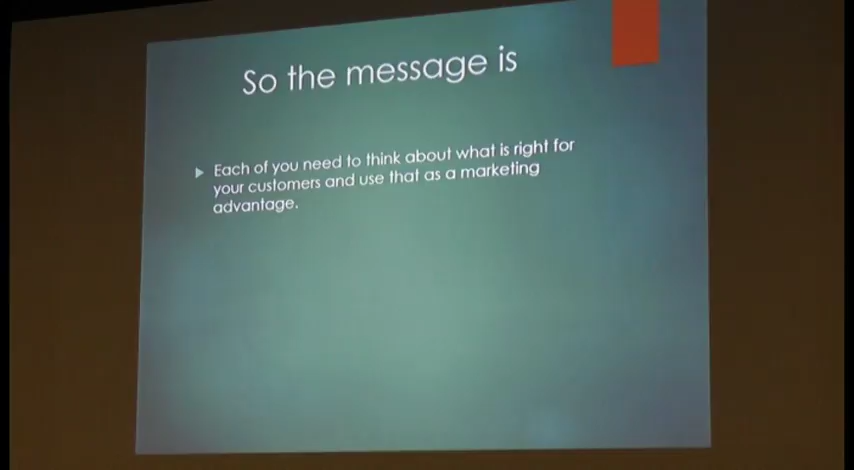 So the message is
Each of you need to think about what is right for
your customers and use that as a marketing
advantage.